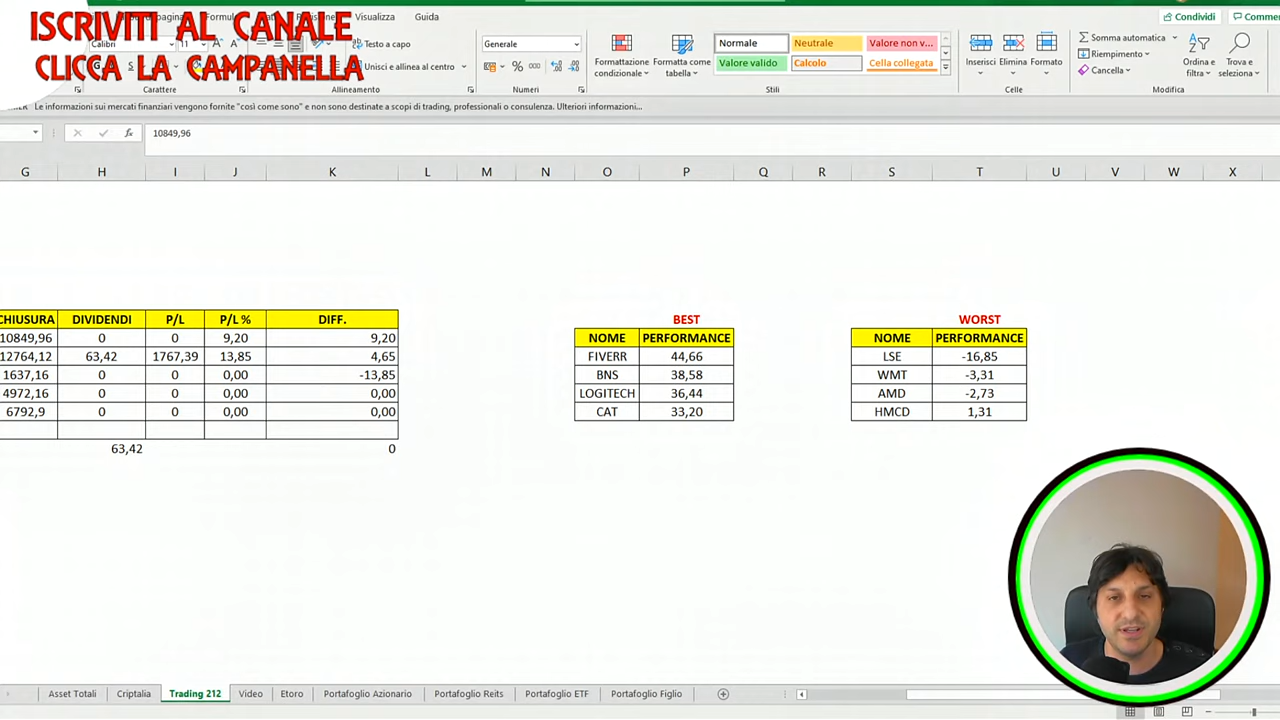 ISCRIVITI AL CANALE
CLICCA LA CAMPANELLA
Visualizza
Guida
Condividi
Calibri
11
Testo a capo
Unisci e allinea al centro
Generale
Formattazione condizionale
Formatta come tabella
Normale
Neutrale
Valore non v...
Valore valido
Calcolo
Cella collegata
Inserisci
Elimina
Formato
Somma automatica
Riempimento
Cancella
Ordina e filtra
Trova e seleziona
Carattere
Allineamento
Numeri
Stili
Celle
Modifica
Le informazioni sui mercati finanziari vengono fornite "così come sono" e non sono destinate a scopi di trading, professionali o consulenza. Ulteriori informazioni...
fx
10849,96
G H I J K L M N O P Q R S T U V W X
CHIUSURA DIVIDENDI P/L P/L % DIFF.
10849,96 0 0 9,20 9,20
12764,12 63,42 1767,39 13,85 4,65
1637,16 0 0 0,00 -13,85
4972,16 0 0 0,00 0,00
6792,9 0 0 0,00 0,00
63,42 0
BEST
NOME PERFORMANCE
FIVERR 44,66
BNS 38,58
LOGITECH 36,44
CAT 33,20
WORST
NOME PERFORMANCE
LSE -16,85
WMT -3,31
AMD -2,73
HMCD 1,31
Asset Totali
Criptalia
Trading 212
Video
Etoro
Portafoglio Azionario
Portafoglio Reits
Portafoglio ETF
Portafoglio Figlio